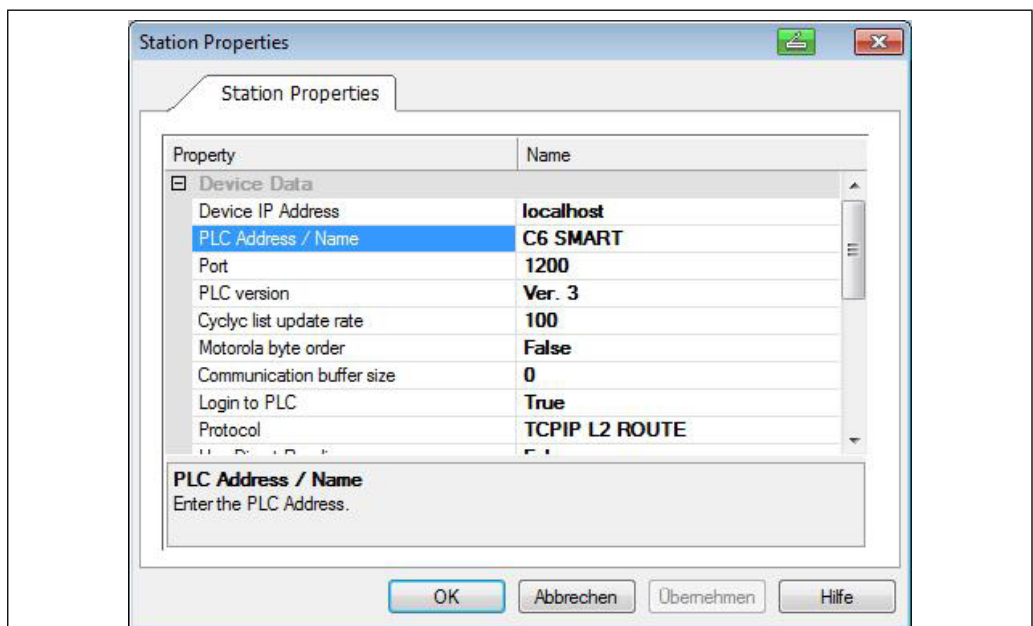 Station Properties
Station Properties
Property Name
Device Data
Device IP Address localhost
PLC Address / Name C6 SMART
Port 1200
PLC version Ver. 3
Cyclyc list update rate 100
Motorola byte order False
Communication buffer size 0
Login to PLC True
Protocol TCPIP L2 ROUTE
PLC Address / Name
Enter the PLC Address.
OK Abbrechen Übernehmen Hilfe